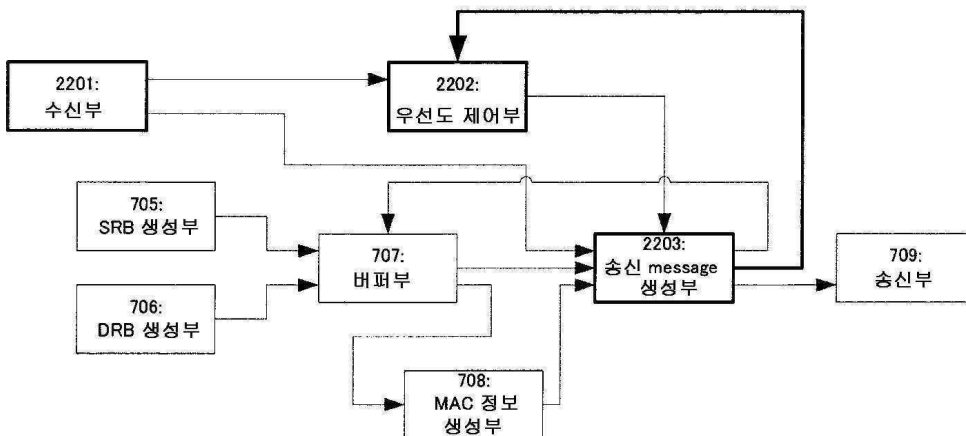 2201:
수신부
2202:
우선도 제어부
705:
SRB 생성부
707:
버퍼부
2203:
송신 message
생성부
709:
송신부
706:
DRB 생성부
708:
MAC 정보
생성부